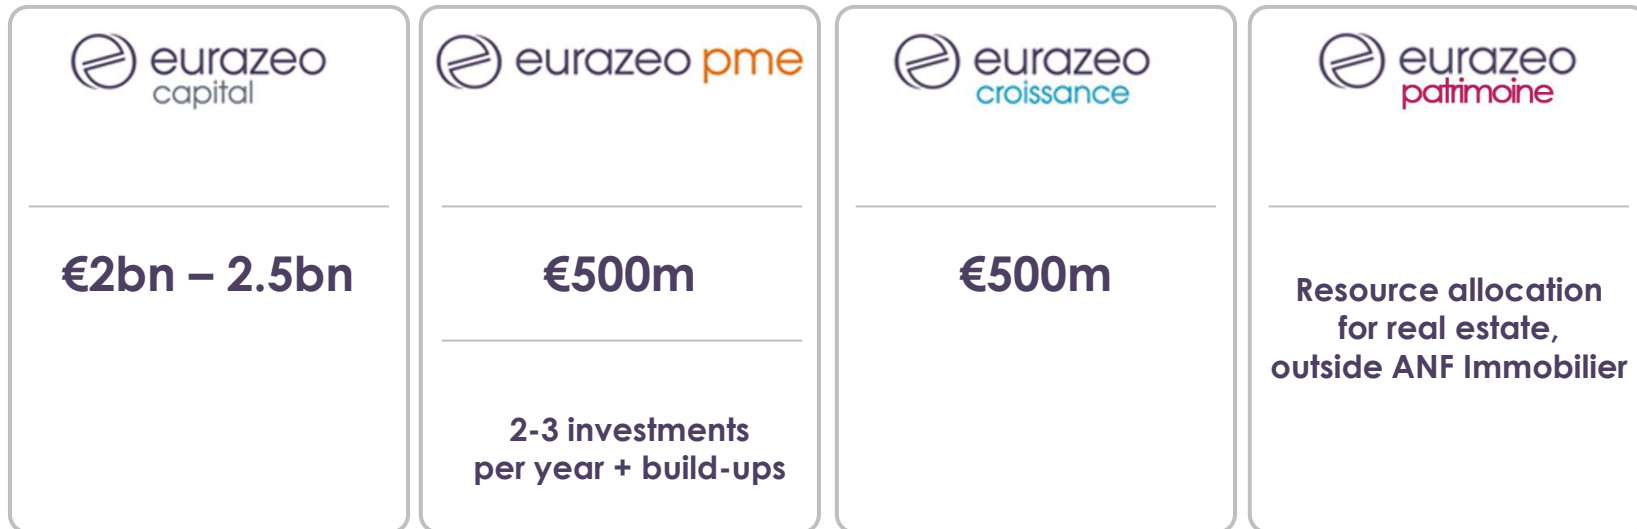 eurazeo
capital
€2bn – 2.5bn
eurazeo pme
€500m
2-3 investments
per year + build-ups
eurazeo
croissance
€500m
eurazeo
patrimoine
Resource allocation
for real estate,
outside ANF Immobilier